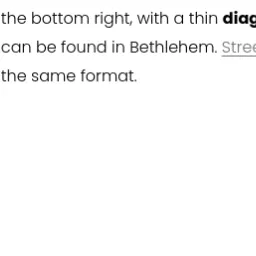 the bottom right, with a thin diag
can be found in Bethlehem. Stree
the same format.